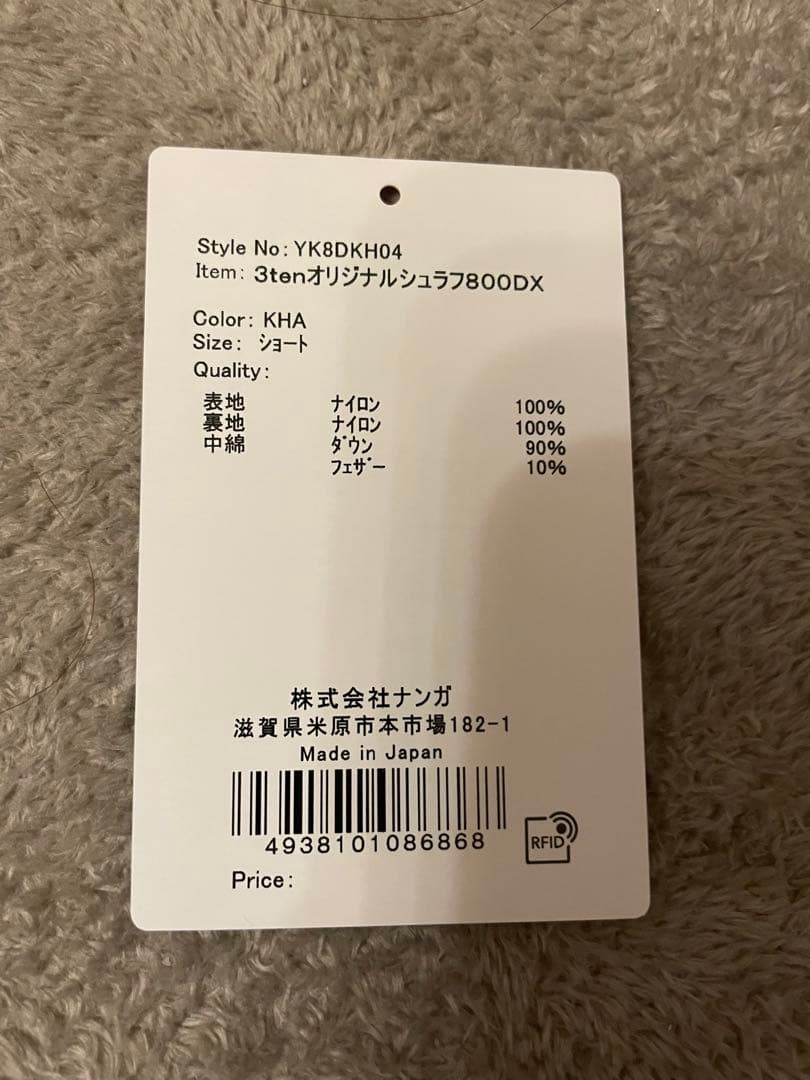 Style No: YK8DKH04
Item: 3tenオリジナルシュラフ800DX
Color: KHA
Size: ショート
Quality:
表地 ナイロン 100%
裏地 ナイロン 100%
中綿 ダウン 90%
フェザー 10%
株式会社ナンガ
滋賀県米原市本市場182-1
Made in Japan
4938101086868
RFID
Price: